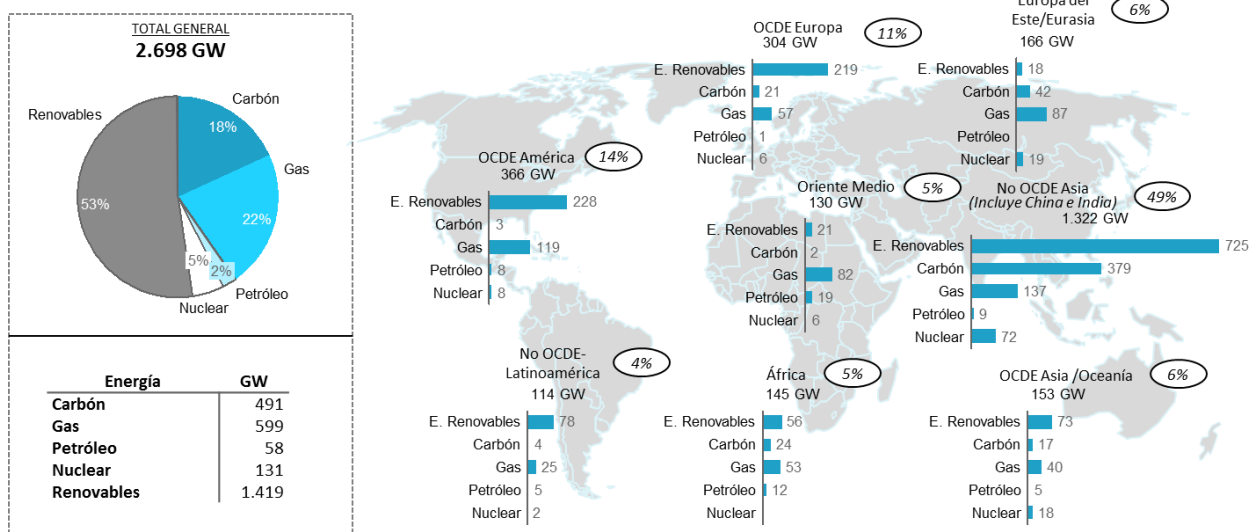 TOTAL GENERAL
2.698 GW
Renovables
Carbón
18%
Gas
22%
53%
5%
2%
Petróleo
Nuclear
Energía GW
Carbón 491
Gas 599
Petróleo 58
Nuclear 131
Renovables 1.419
OCDE América 14%
366 GW
E. Renovables 228
Carbón 3
Gas 119
Petróleo 8
Nuclear 8
OCDE Europa 11%
304 GW
E. Renovables 219
Carbón 21
Gas 57
Petróleo 1
Nuclear 6
Europa del
Este/Eurasia 6%
166 GW
E. Renovables 18
Carbón 42
Gas 87
Petróleo
Nuclear 19
Oriente Medio 5%
130 GW
E. Renovables 21
Carbón 2
Gas 82
Petróleo 19
Nuclear 6
No OCDE Asia 49%
(Incluye China e India)
1.322 GW
E. Renovables 725
Carbón 379
Gas 137
Petróleo 9
Nuclear 72
No OCDE-
Latinoamérica 4%
114 GW
E. Renovables 78
Carbón 4
Gas 25
Petróleo 5
Nuclear 2
África 5%
145 GW
E. Renovables 56
Carbón 24
Gas 53
Petróleo 12
Nuclear
OCDE Asia /Oceanía 6%
153 GW
E. Renovables 73
Carbón 17
Gas 40
Petróleo 5
Nuclear 18